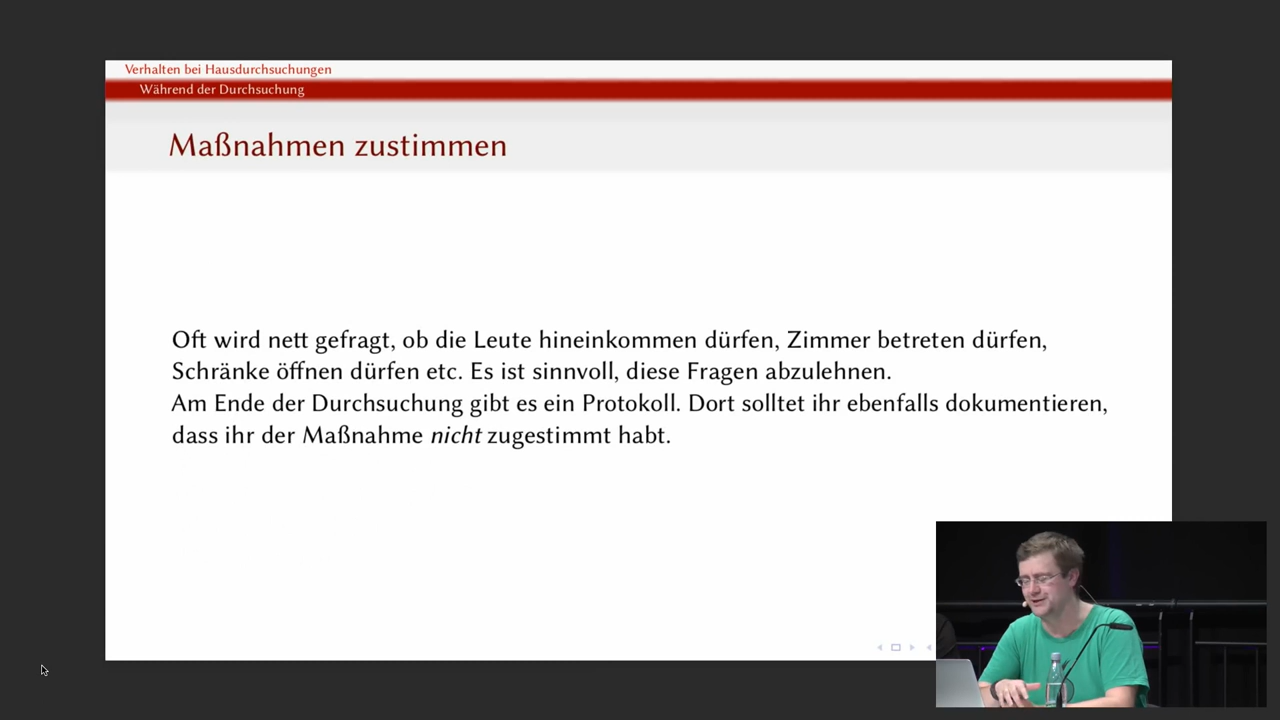 Verhalten bei Hausdurchsuchungen
Während der Durchsuchung
Maßnahmen zustimmen
Oft wird nett gefragt, ob die Leute hineinkommen dürfen, Zimmer betreten dürfen,
Schränke öffnen dürfen etc. Es ist sinnvoll, diese Fragen abzulehnen.
Am Ende der Durchsuchung gibt es ein Protokoll. Dort solltet ihr ebenfalls dokumentieren,
dass ihr der Maßnahme nicht zugestimmt habt.